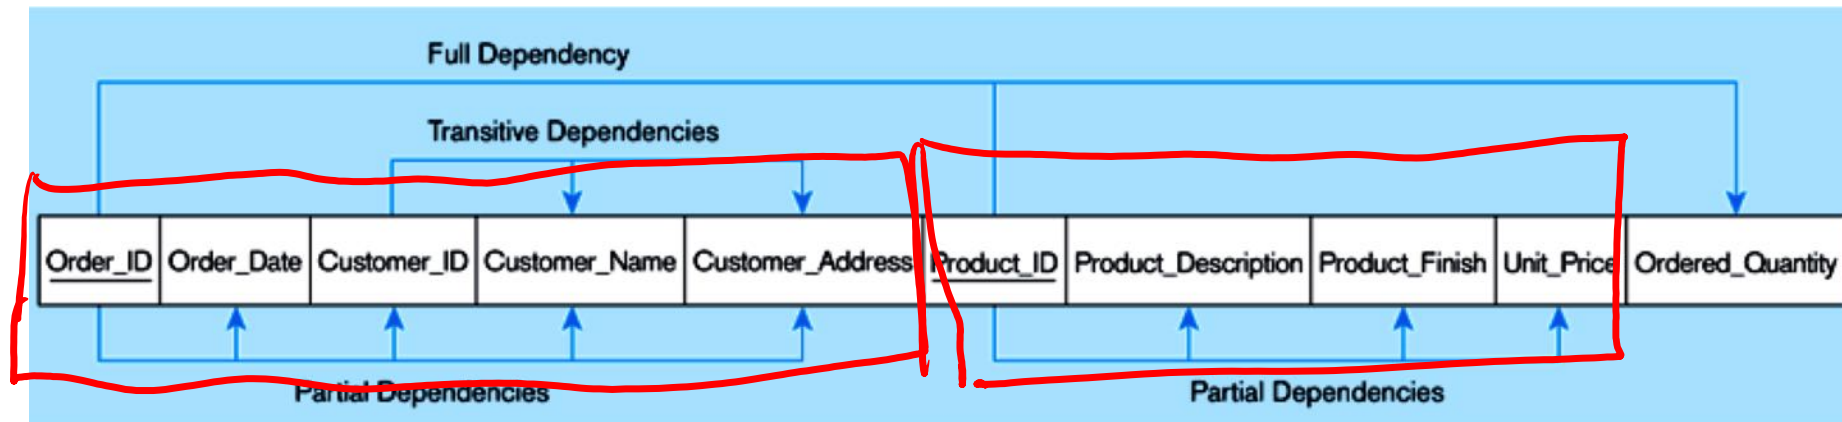 Full Dependency
Transitive Dependencies
Order_ID Order_Date Customer_ID Customer_Name Customer_Address Product_ID Product_Description Product_Finish Unit_Price Ordered_Quantity
Partial Dependencies Partial Dependencies